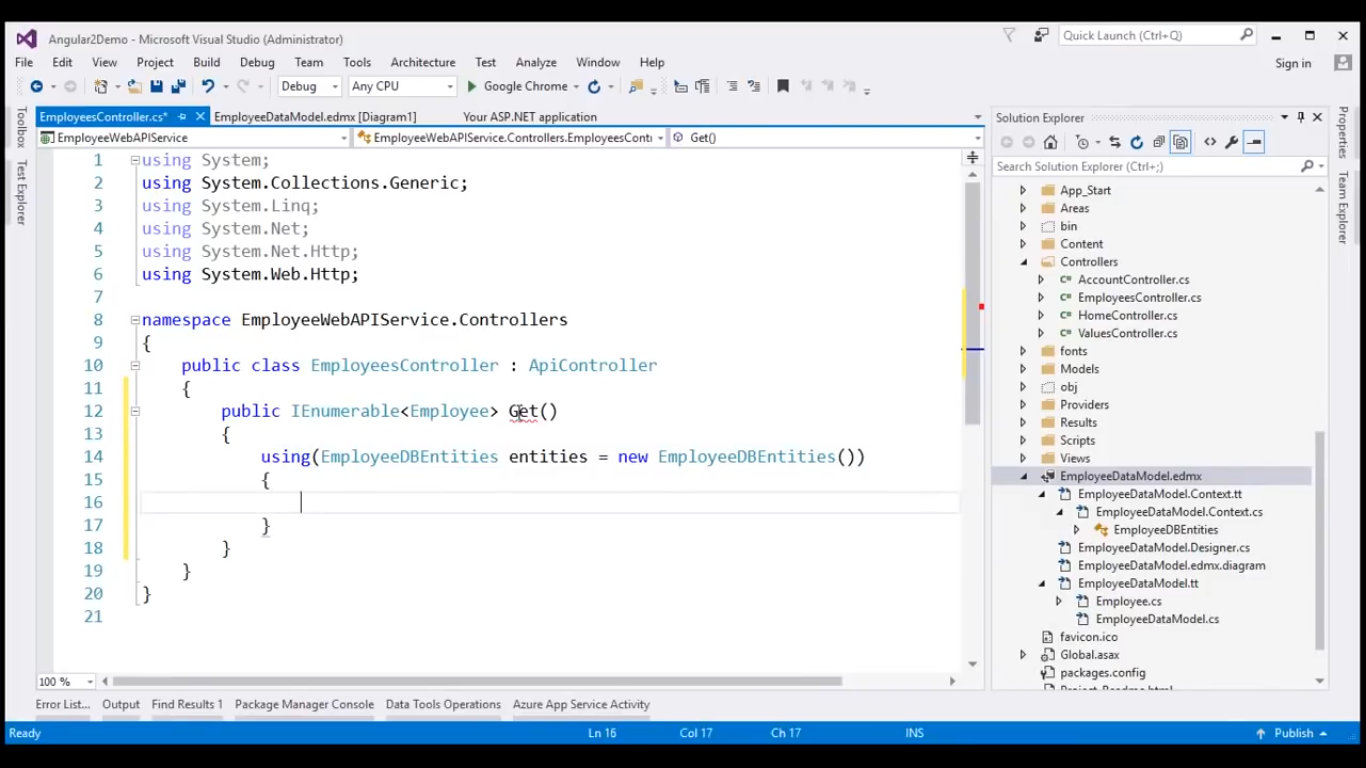 Angular2Demo - Microsoft Visual Studio (Administrator)
Quick Launch (Ctrl+Q)
File Edit View Project Build Debug Team Tools Architecture Test Analyze Window Help
Sign in
Debug Any CPU Google Chrome
EmployeesController.cs* EmployeeDataModel.edmx [Diagram1] Your ASP.NET application
EmployeeWebAPIService EmployeeWebAPIService.Controllers.EmployeesConti Get()
Toolbox
Test Explorer
1 using System;
2 using System.Collections.Generic;
3 using System.Linq;
4 using System.Net;
5 using System.Net.Http;
6 using System.Web.Http;
7
8 namespace EmployeeWebAPIService.Controllers
9 {
10 public class EmployeesController : ApiController
11 {
12 public IEnumerable<Employee> Get()
13 {
14 using(EmployeeDBEntities entities = new EmployeeDBEntities())
15 {
16
17 }
18 }
19 }
20 }
21
100 %
Solution Explorer
Search Solution Explorer (Ctrl+;)
App_Start
Areas
bin
Content
Controllers
AccountController.cs
EmployeesController.cs
HomeController.cs
ValuesController.cs
fonts
Models
obj
Providers
Results
Scripts
Views
EmployeeDataModel.edmx
EmployeeDataModel.Context.tt
EmployeeDataModel.Context.cs
EmployeeDBEntities
EmployeeDataModel.Designer.cs
EmployeeDataModel.edmx.diagram
EmployeeDataModel.tt
Employee.cs
EmployeeDataModel.cs
favicon.ico
Global.asax
packages.config
Project_Readme.html
Properties
Team Explorer
Error List... Output Find Results 1 Package Manager Console Data Tools Operations Azure App Service Activity
Ready Ln 16 Col 17 Ch 17 INS Publish